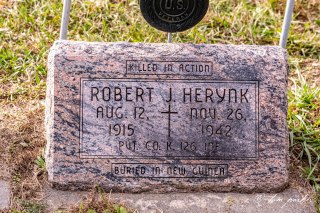 U.S.
KILLED IN ACTION
ROBERT J. HERYNK
AUG. 12, NOV. 26,
1915 1942
PVT. CO. K 126 INF.
BURIED IN NEW GUINEA